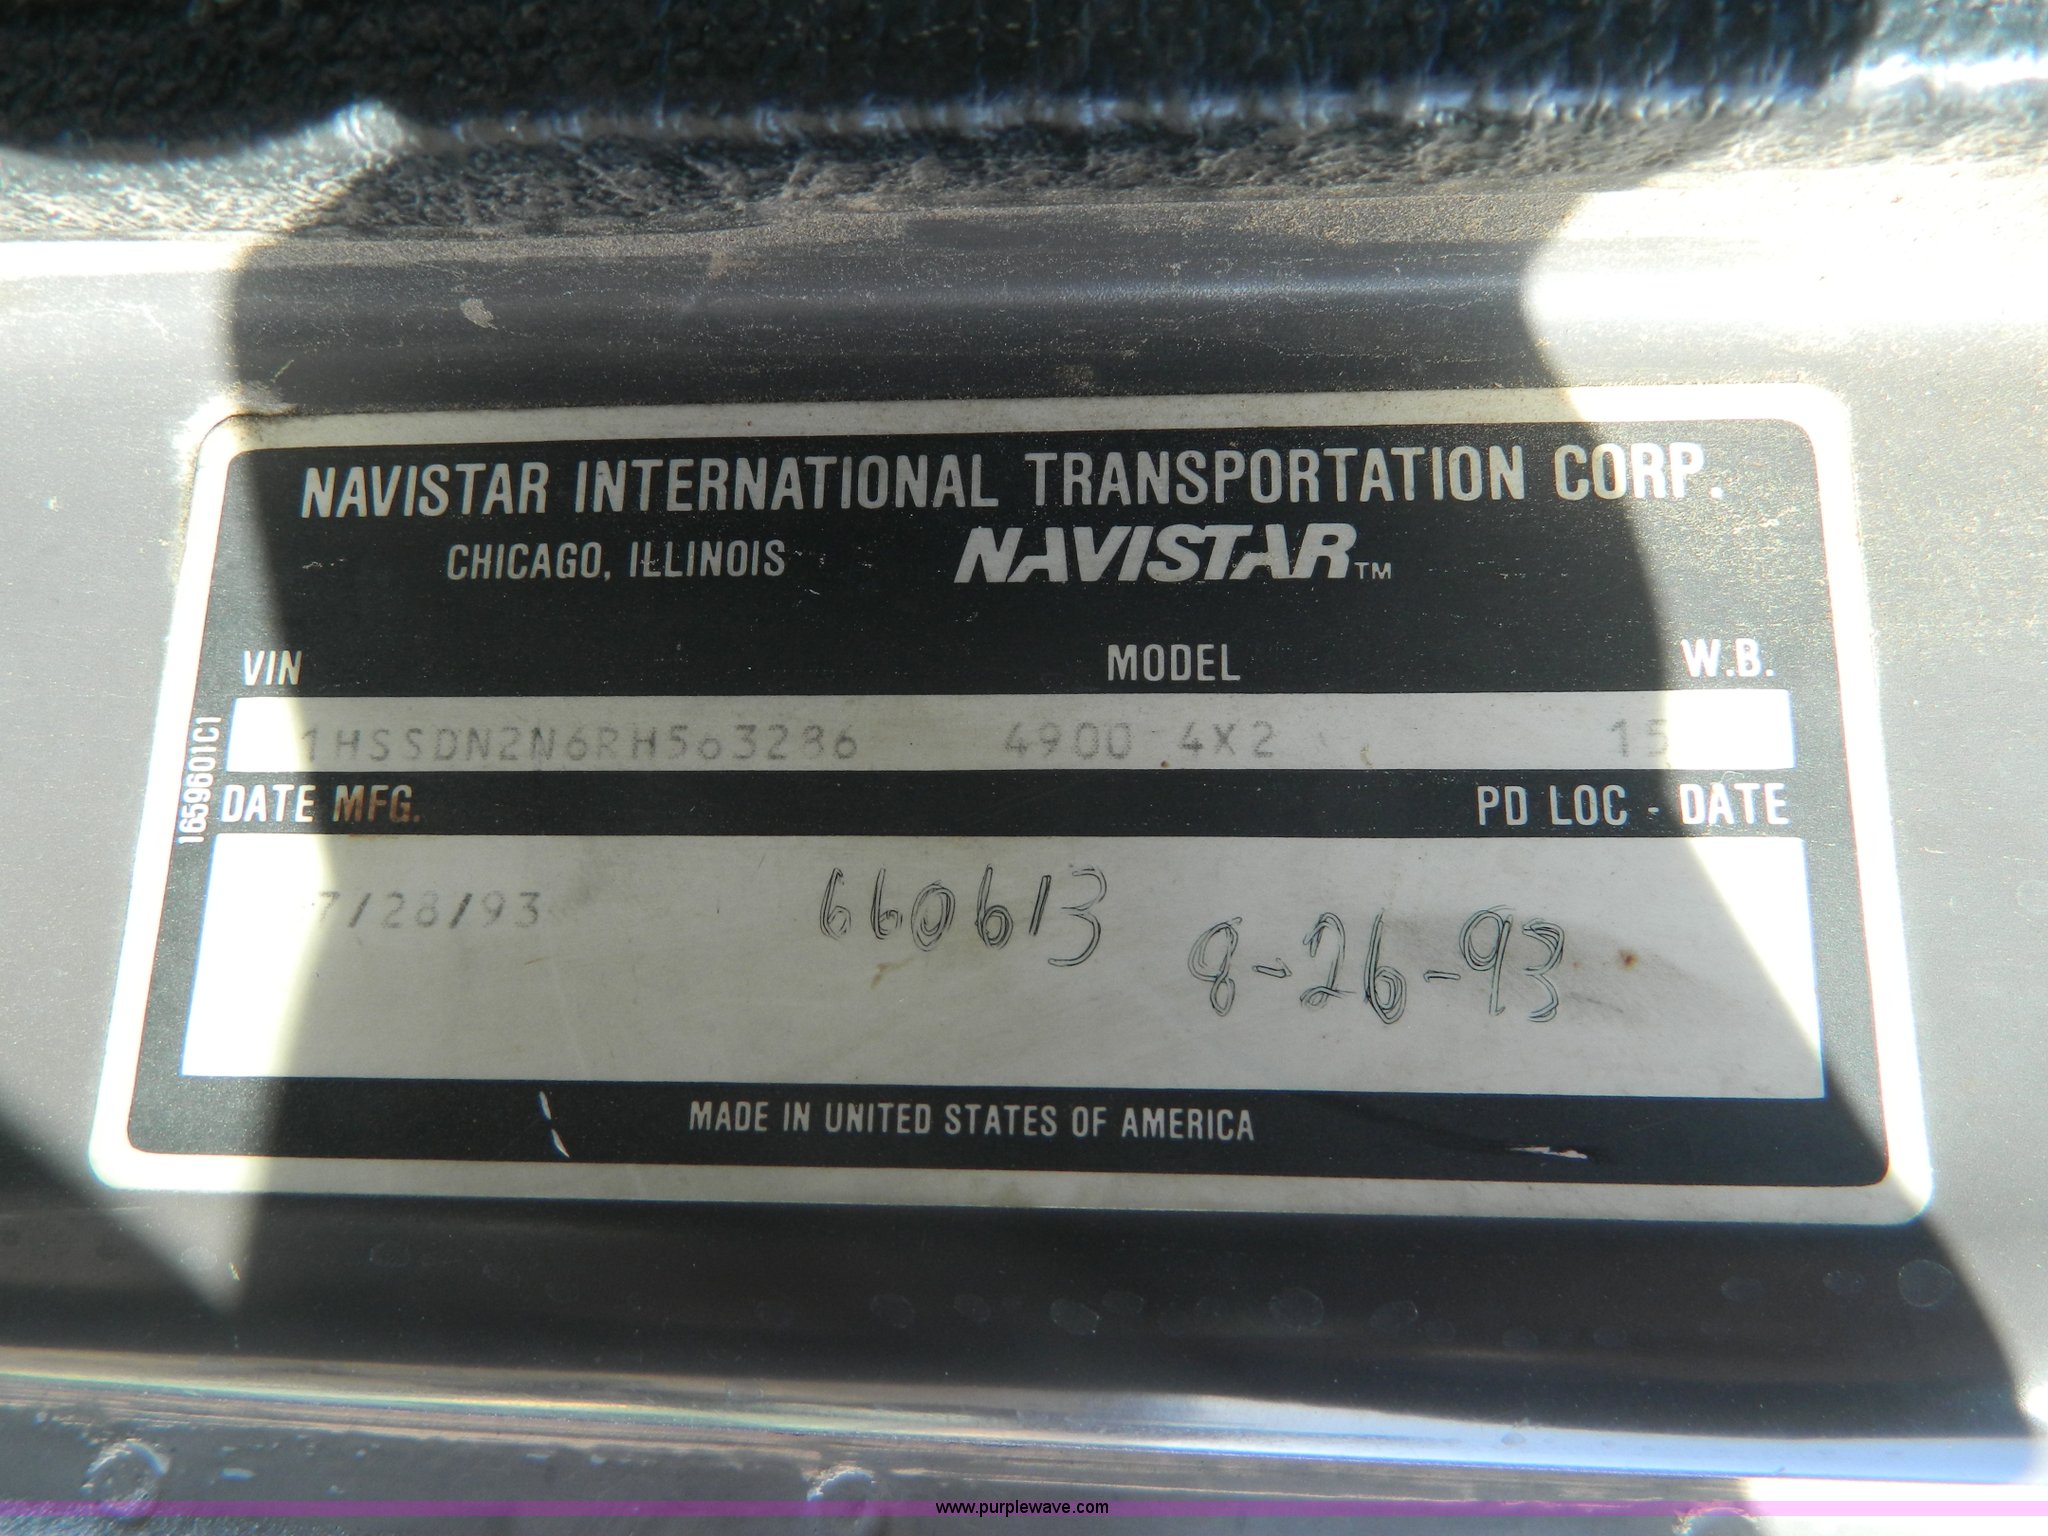 NAVISTAR INTERNATIONAL TRANSPORTATION CORP.
CHICAGO, ILLINOIS NAVISTAR™
VIN MODEL W.B.
1HSSDN2N6RH563286 4900 4X2
1659601C1
DATE MFG. PD LOC - DATE
7/28/93 660613 8-26-93
MADE IN UNITED STATES OF AMERICA
www.purplewave.com